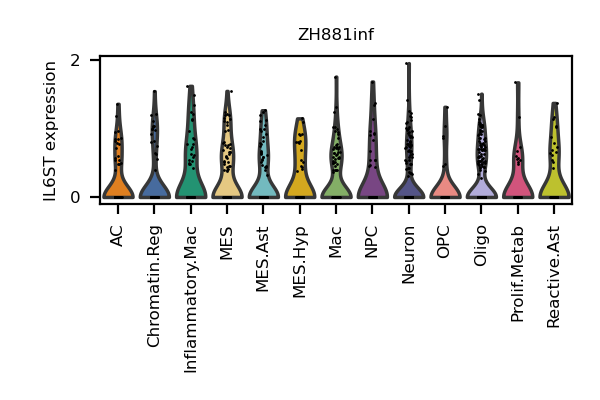 ZH881inf
IL6ST expression
2
0
AC
Chromatin.Reg
Inflammatory.Mac
MES
MES.Ast
MES.Hyp
Mac
NPC
Neuron
OPC
Oligo
Prolif.Metab
Reactive.Ast